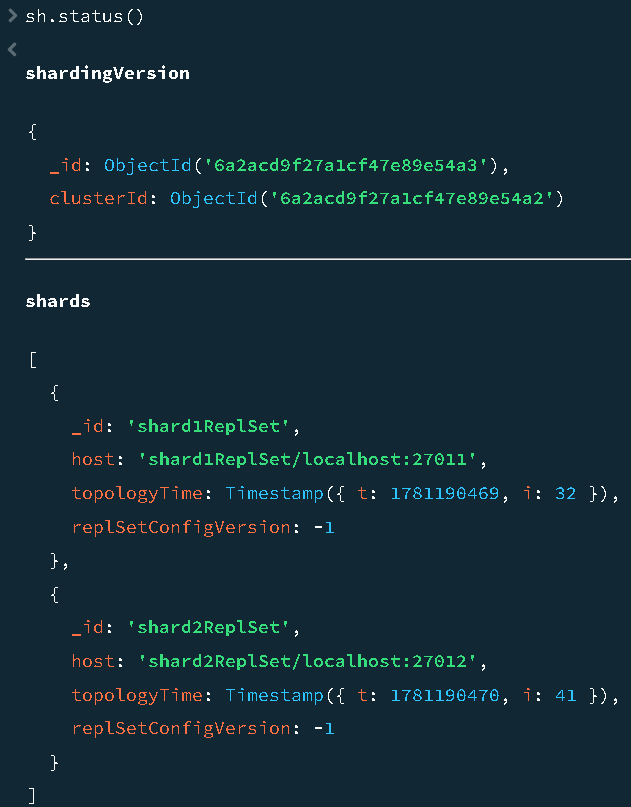 > sh.status()
<
shardingVersion
{
  _id: ObjectId('6a2acd9f27a1cf47e89e54a3'),
  clusterId: ObjectId('6a2acd9f27a1cf47e89e54a2')
}
shards
[
  {
    _id: 'shard1ReplSet',
    host: 'shard1ReplSet/localhost:27011',
    topologyTime: Timestamp({ t: 1781190469, i: 32 }),
    replSetConfigVersion: -1
  },
  {
    _id: 'shard2ReplSet',
    host: 'shard2ReplSet/localhost:27012',
    topologyTime: Timestamp({ t: 1781190470, i: 41 }),
    replSetConfigVersion: -1
  }
]